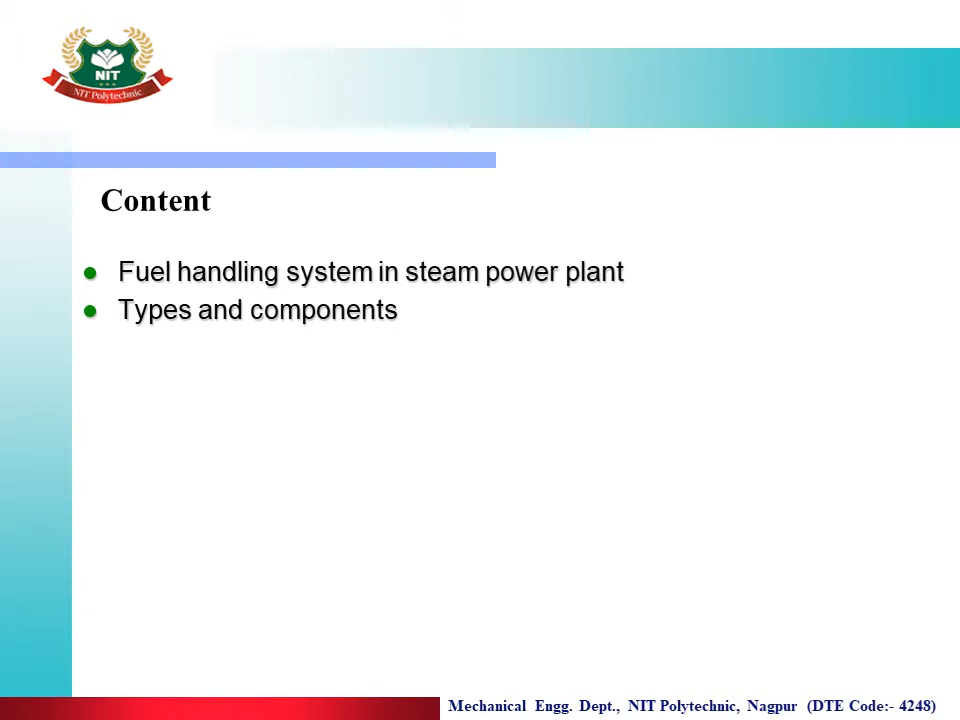 NIT
NIT Polytechnic
Content
Fuel handling system in steam power plant
Types and components
Mechanical Engg. Dept., NIT Polytechnic, Nagpur (DTE Code:- 4248)